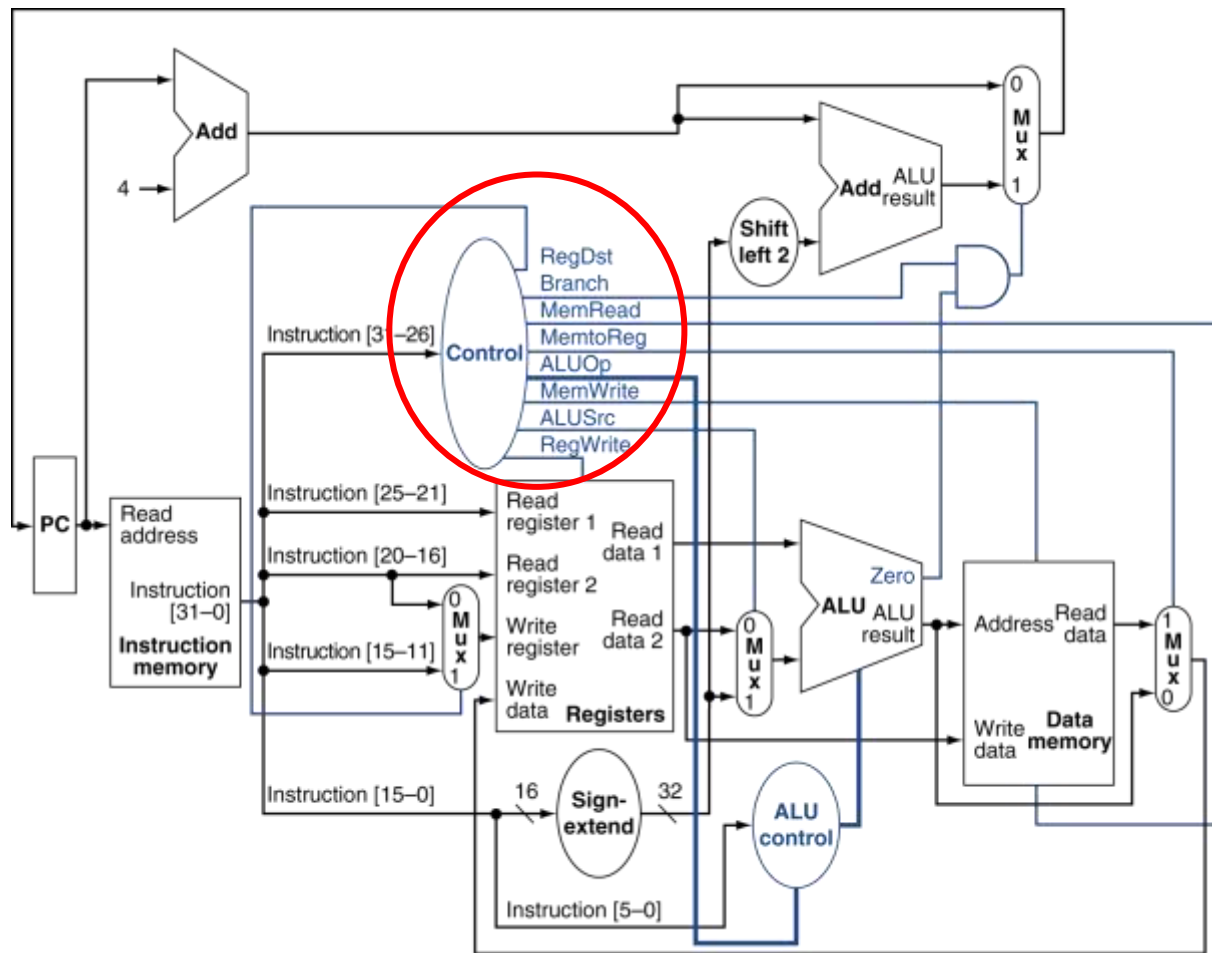 0
M
u
x
1
Add
4
Add ALU
result
Shift
left 2
RegDst
Branch
MemRead
MemtoReg
ALUOp
MemWrite
ALUSrc
RegWrite
Instruction [31–26]
Control
PC
Read
address
Instruction
[31–0]
Instruction
memory
Instruction [25–21]
Instruction [20–16]
Instruction [15–11]
0
M
u
x
1
Read
register 1
Read
register 2
Write
register
Write
data
Read
data 1
Read
data 2
Registers
0
M
u
x
1
Zero
ALU
ALU
result
Address
Read
data
Write
data
Data
memory
1
M
u
x
0
Instruction [15–0]
16
Sign-
extend
32
ALU
control
Instruction [5–0]